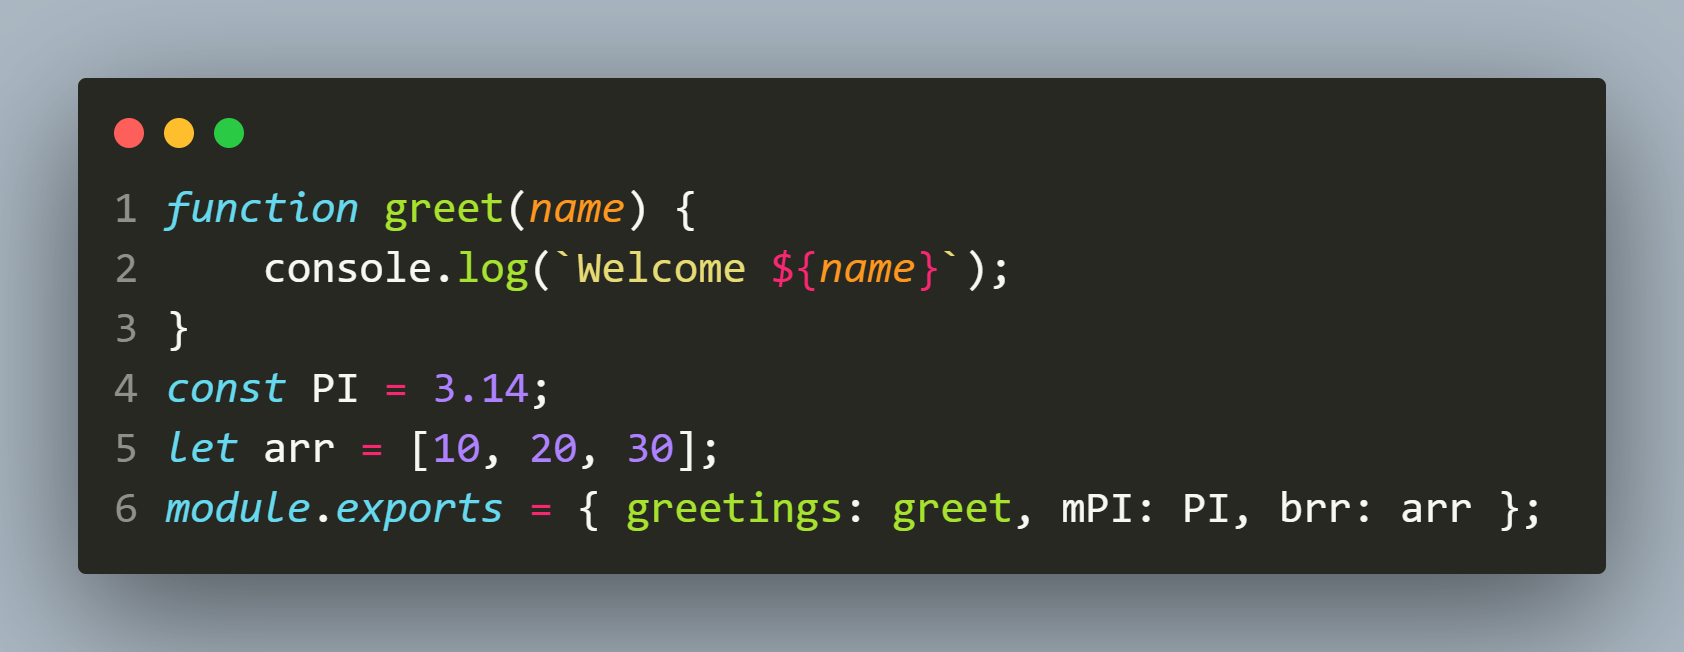 1 function greet(name) {
2     console.log(`Welcome ${name}`);
3 }
4 const PI = 3.14;
5 let arr = [10, 20, 30];
6 module.exports = { greetings: greet, mPI: PI, brr: arr };